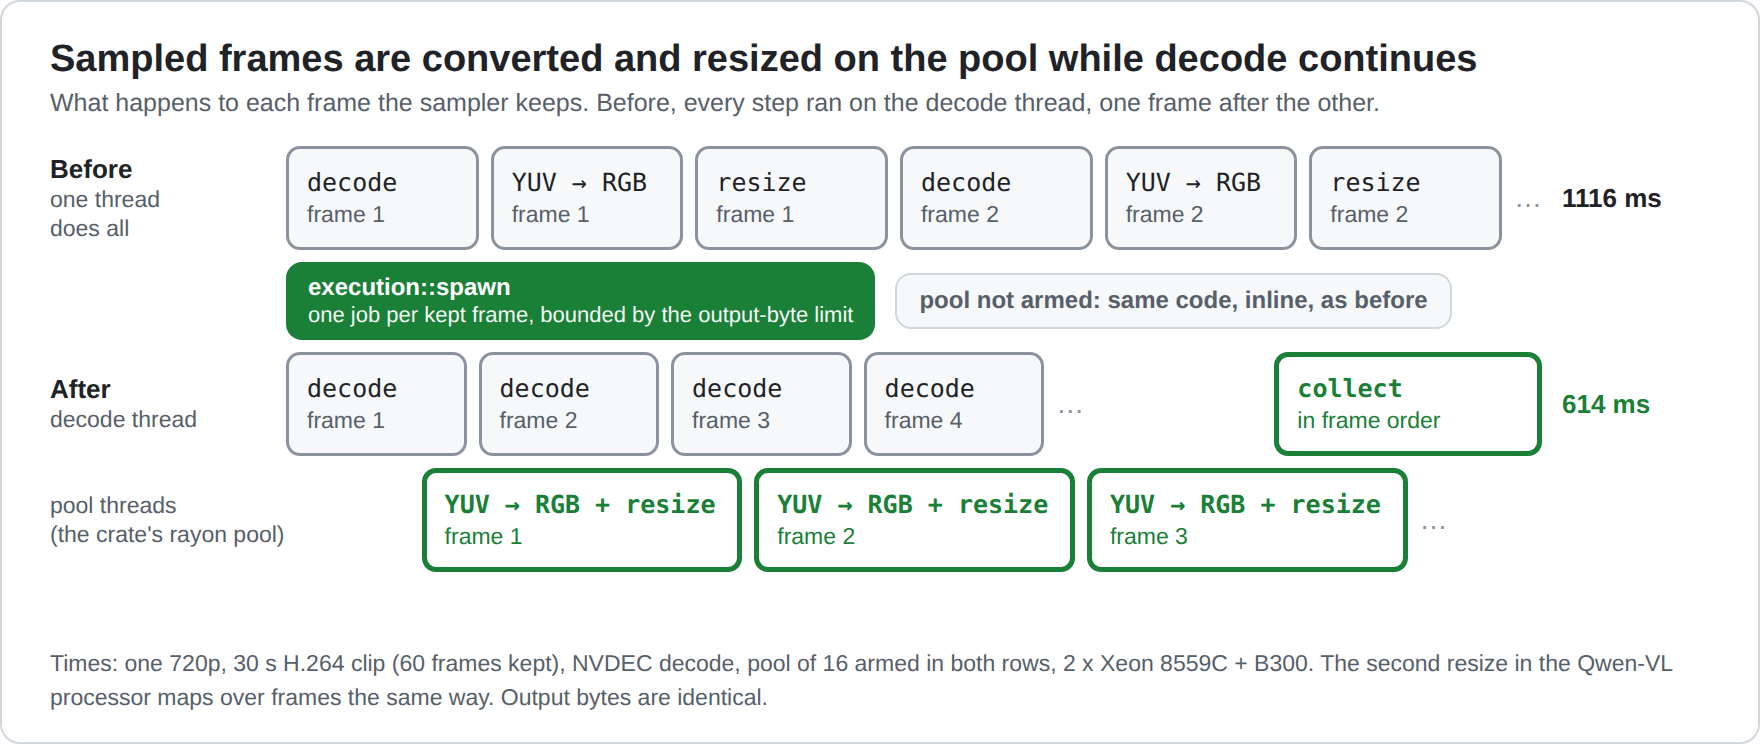 Sampled frames are converted and resized on the pool while decode continues
What happens to each frame the sampler keeps. Before, every step ran on the decode thread, one frame after the other.
Before
one thread
does all
decode
frame 1
YUV → RGB
frame 1
resize
frame 1
decode
frame 2
YUV → RGB
frame 2
resize
frame 2
...
1116 ms
execution::spawn
one job per kept frame, bounded by the output-byte limit
pool not armed: same code, inline, as before
After
decode thread
decode
frame 1
decode
frame 2
decode
frame 3
decode
frame 4
...
collect
in frame order
614 ms
pool threads
(the crate's rayon pool)
YUV → RGB + resize
frame 1
YUV → RGB + resize
frame 2
YUV → RGB + resize
frame 3
...
Times: one 720p, 30 s H.264 clip (60 frames kept), NVDEC decode, pool of 16 armed in both rows, 2 x Xeon 8559C + B300. The second resize in the Qwen-VL
processor maps over frames the same way. Output bytes are identical.